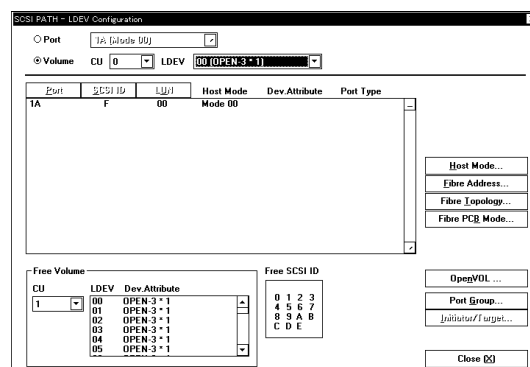 SCSI PATH - LDEV Configuration
Port 1A (Mode 00)
Volume CU 0 LDEV 00 (OPEN-3 * 1)
Port SCSI ID LUN Host Mode Dev.Attribute Port Type
1A F 00 Mode 00
Host Mode...
Fibre Address...
Fibre Topology...
Fibre PCB Mode...
Free Volume
CU LDEV Dev.Attribute
1
00 OPEN-3 * 1
01 OPEN-3 * 1
02 OPEN-3 * 1
03 OPEN-3 * 1
04 OPEN-3 * 1
05 OPEN-3 * 1
Free SCSI ID
0 1 2 3
4 5 6 7
8 9 A B
C D E
OpenVOL ...
Port Group...
Initiator/Target...
Close (X)